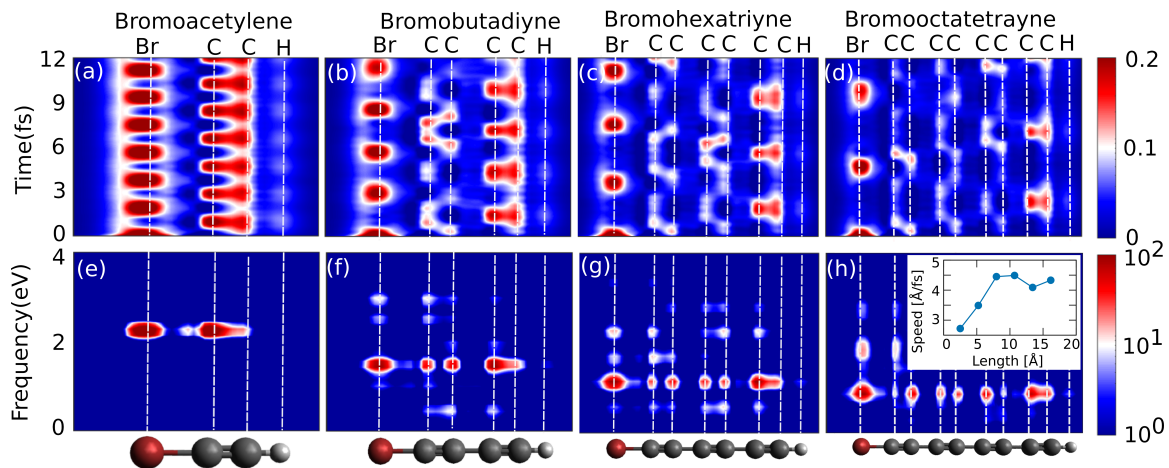 Bromoacetylene Bromobutadiyne Bromohexatriyne Bromooctatetrayne
Br C C H Br C C C C H Br C C C C C C H Br C C C C C C C C H
(a) (b) (c) (d)
Time(fs)
12
9
6
3
0
0.2
0.1
0
(e) (f) (g) (h)
Frequency(eV)
4
2
0
Speed [Å/fs]
5
4
3
0 5 10 15 20
Length [Å]
10²
10¹
10⁰